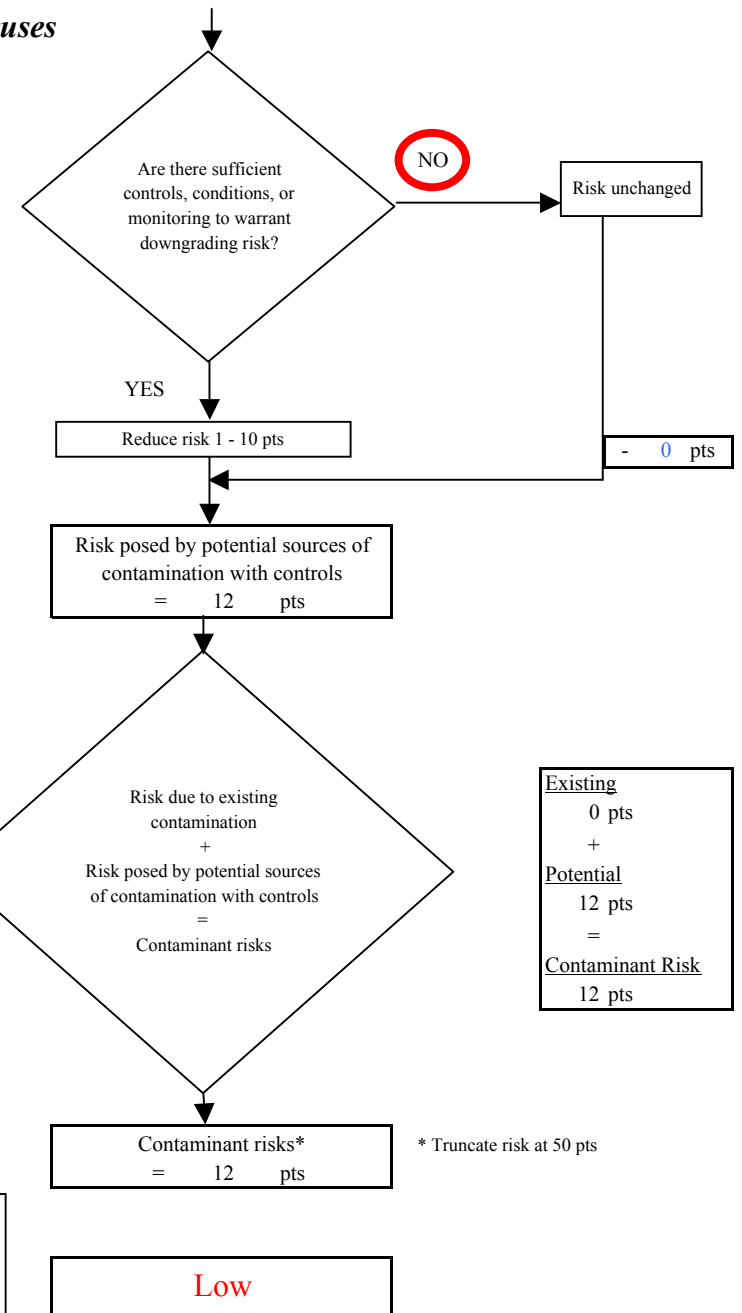 Are there sufficient
controls, conditions, or
monitoring to warrant
downgrading risk?
NO
Risk unchanged
YES
Reduce risk 1 - 10 pts
- 0 pts
Risk posed by potential sources of
contamination with controls
= 12 pts
Risk due to existing
contamination
+
Risk posed by potential sources
of contamination with controls
=
Contaminant risks
Existing
0 pts
+
Potential
12 pts
=
Contaminant Risk
12 pts
Contaminant risks*
= 12 pts
* Truncate risk at 50 pts
Low